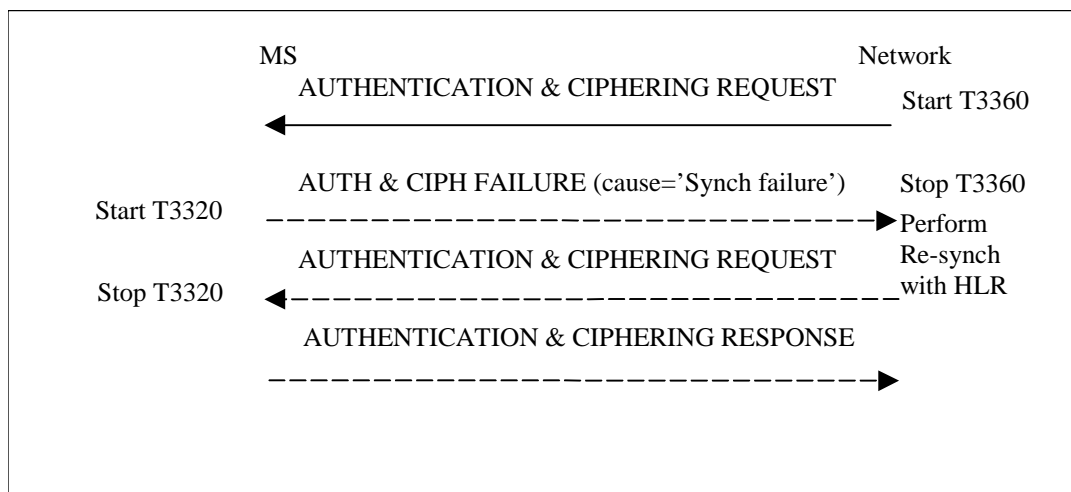 MS
Network
AUTHENTICATION & CIPHERING REQUEST
Start T3360
AUTH & CIPH FAILURE (cause='Synch failure')
Stop T3360
Start T3320
Perform
Re-synch
with HLR
AUTHENTICATION & CIPHERING REQUEST
Stop T3320
AUTHENTICATION & CIPHERING RESPONSE